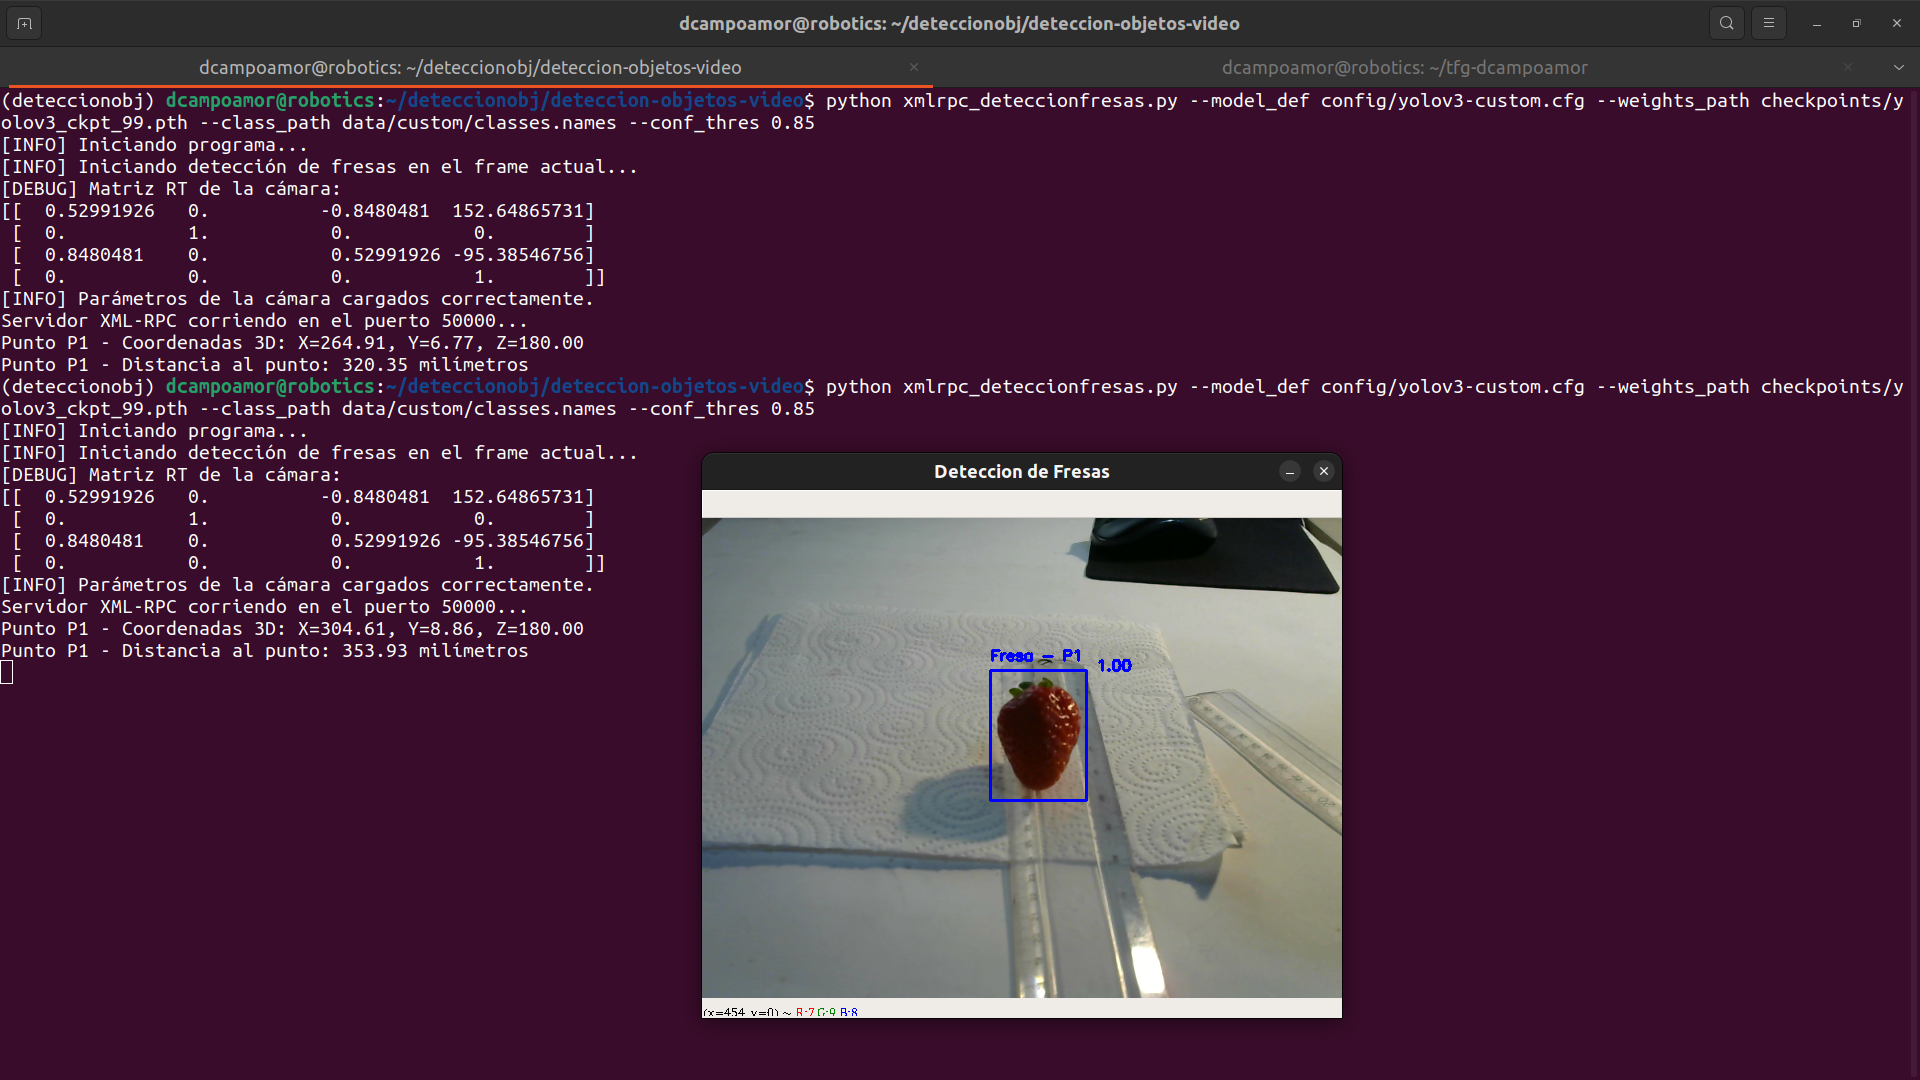 dcampoamor@robotics: ~/deteccionobj/deteccion-objetos-video
dcampoamor@robotics: ~/deteccionobj/deteccion-objetos-video
dcampoamor@robotics: ~/tfg-dcampoamor
(deteccionobj) dcampoamor@robotics:~/deteccionobj/deteccion-objetos-video$ python xmlrpc_deteccionfresas.py --model_def config/yolov3-custom.cfg --weights_path checkpoints/y
olov3_ckpt_99.pth --class_path data/custom/classes.names --conf_thres 0.85
[INFO] Iniciando programa...
[INFO] Iniciando detección de fresas en el frame actual...
[DEBUG] Matriz RT de la cámara:
[[  0.52991926   0.          -0.8480481  152.64865731]
 [  0.           1.           0.           0.        ]
 [  0.8480481    0.           0.52991926 -95.38546756]
 [  0.           0.           0.           1.        ]]
[INFO] Parámetros de la cámara cargados correctamente.
Servidor XML-RPC corriendo en el puerto 50000...
Punto P1 - Coordenadas 3D: X=264.91, Y=6.77, Z=180.00
Punto P1 - Distancia al punto: 320.35 milímetros
(deteccionobj) dcampoamor@robotics:~/deteccionobj/deteccion-objetos-video$ python xmlrpc_deteccionfresas.py --model_def config/yolov3-custom.cfg --weights_path checkpoints/y
olov3_ckpt_99.pth --class_path data/custom/classes.names --conf_thres 0.85
[INFO] Iniciando programa...
[INFO] Iniciando detección de fresas en el frame actual...
[DEBUG] Matriz RT de la cámara:
[[  0.52991926   0.          -0.8480481  152.64865731]
 [  0.           1.           0.           0.        ]
 [  0.8480481    0.           0.52991926 -95.38546756]
 [  0.           0.           0.           1.        ]]
[INFO] Parámetros de la cámara cargados correctamente.
Servidor XML-RPC corriendo en el puerto 50000...
Punto P1 - Coordenadas 3D: X=304.61, Y=8.86, Z=180.00
Punto P1 - Distancia al punto: 353.93 milímetros
Deteccion de Fresas
Fresa - P1
1.00
(x=454, y=0) ~ R:7 G:9 B:8